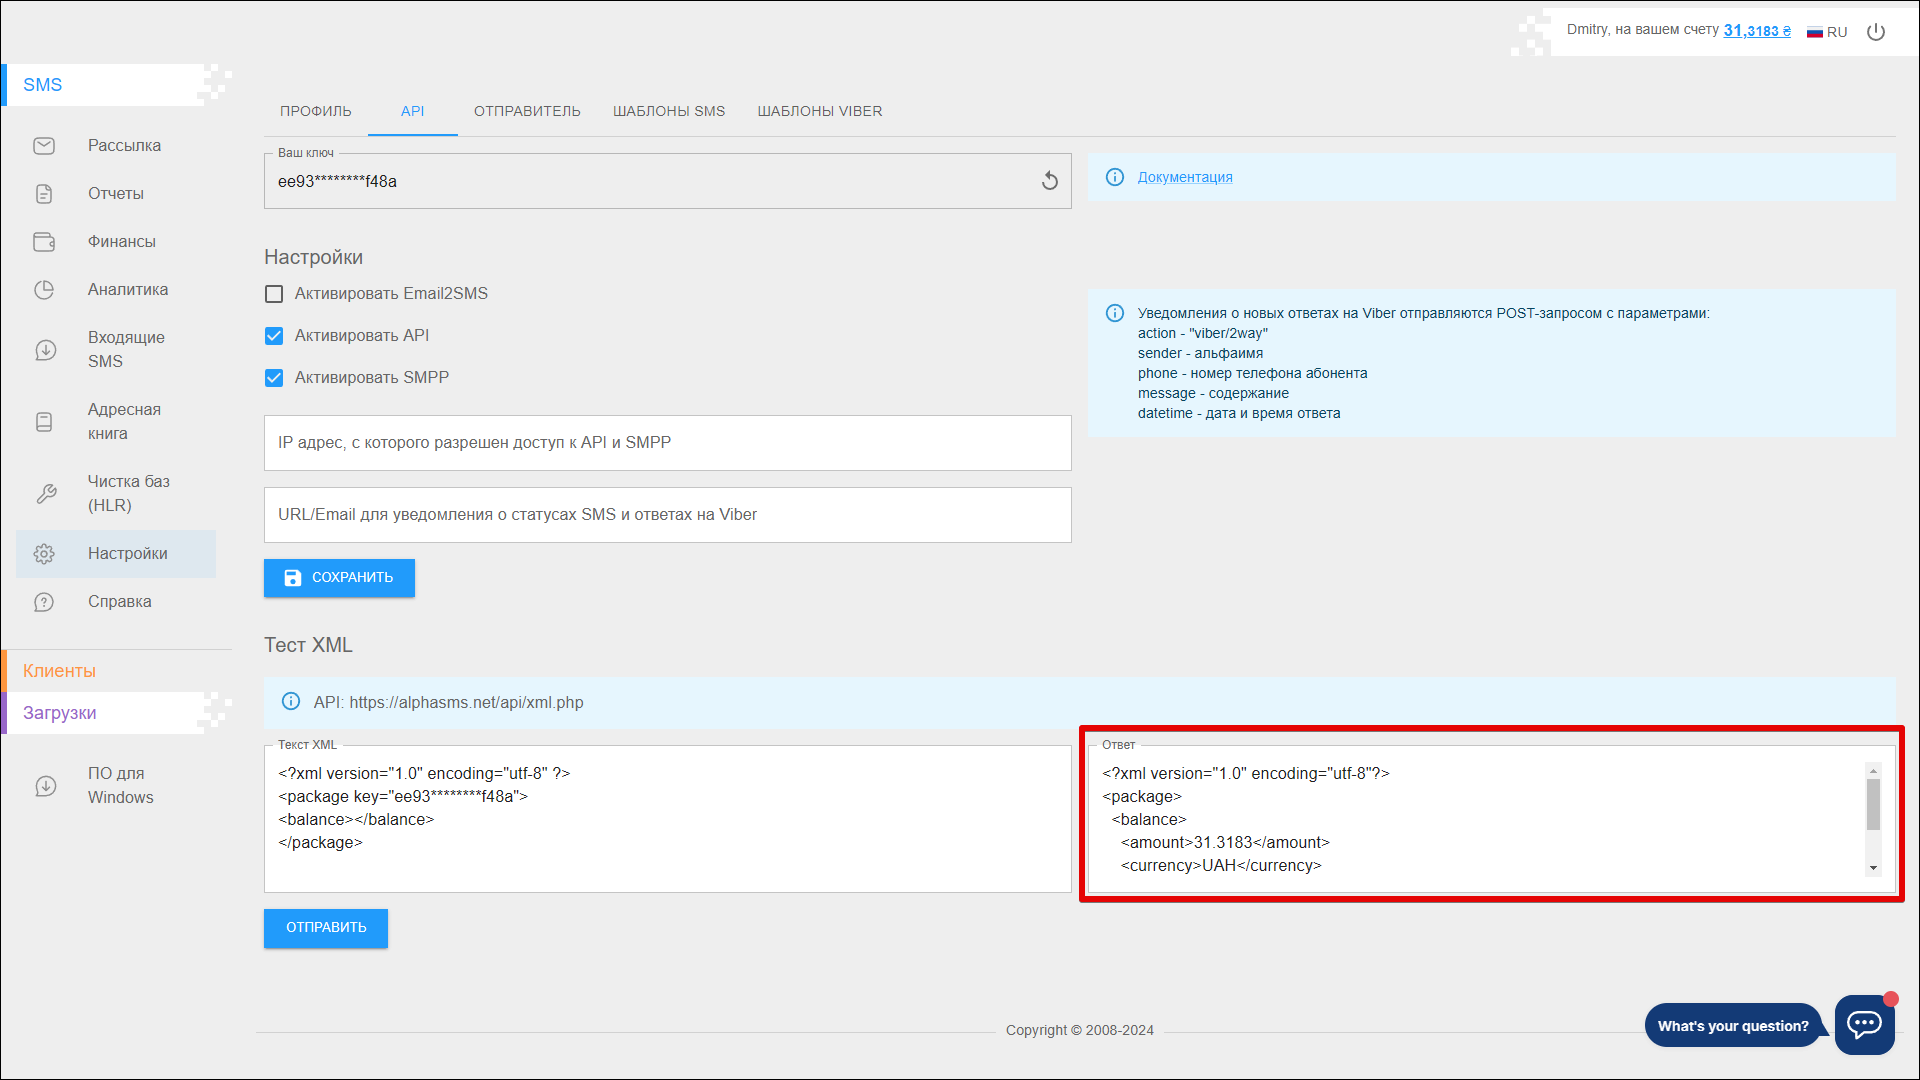 Dmitry, на вашем счету 31,3183 ₴
RU
SMS
Рассылка
Отчеты
Финансы
Аналитика
Входящие
SMS
Адресная
книга
Чистка баз
(HLR)
Настройки
Справка
Клиенты
Загрузки
ПО для
Windows
ПРОФИЛЬ
API
ОТПРАВИТЕЛЬ
ШАБЛОНЫ SMS
ШАБЛОНЫ VIBER
Ваш ключ
ee93********f48a
Документация
Настройки
Активировать Email2SMS
Активировать API
Активировать SMPP
Уведомления о новых ответах на Viber отправляются POST-запросом с параметрами:
action - "viber/2way"
sender - альфаимя
phone - номер телефона абонента
message - содержание
datetime - дата и время ответа
IP адрес, с которого разрешен доступ к API и SMPP
URL/Email для уведомления о статусах SMS и ответах на Viber
СОХРАНИТЬ
Тест XML
API: https://alphasms.net/api/xml.php
Текст XML
<?xml version="1.0" encoding="utf-8" ?>
<package key="ee93********f48a">
<balance></balance>
</package>
Ответ
<?xml version="1.0" encoding="utf-8"?>
<package>
<balance>
<amount>31.3183</amount>
<currency>UAH</currency>
ОТПРАВИТЬ
Copyright © 2008-2024
What's your question?